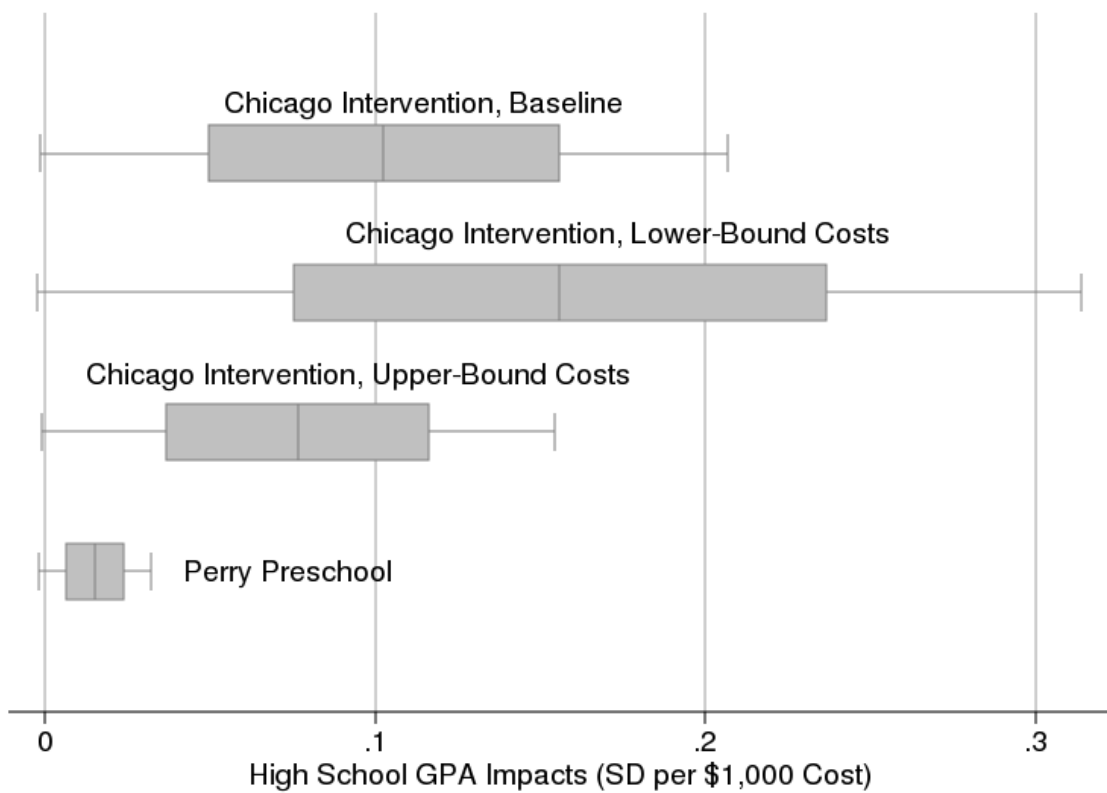 Chicago Intervention, Baseline
Chicago Intervention, Lower-Bound Costs
Chicago Intervention, Upper-Bound Costs
Perry Preschool
0 .1 .2 .3
High School GPA Impacts (SD per $1,000 Cost)